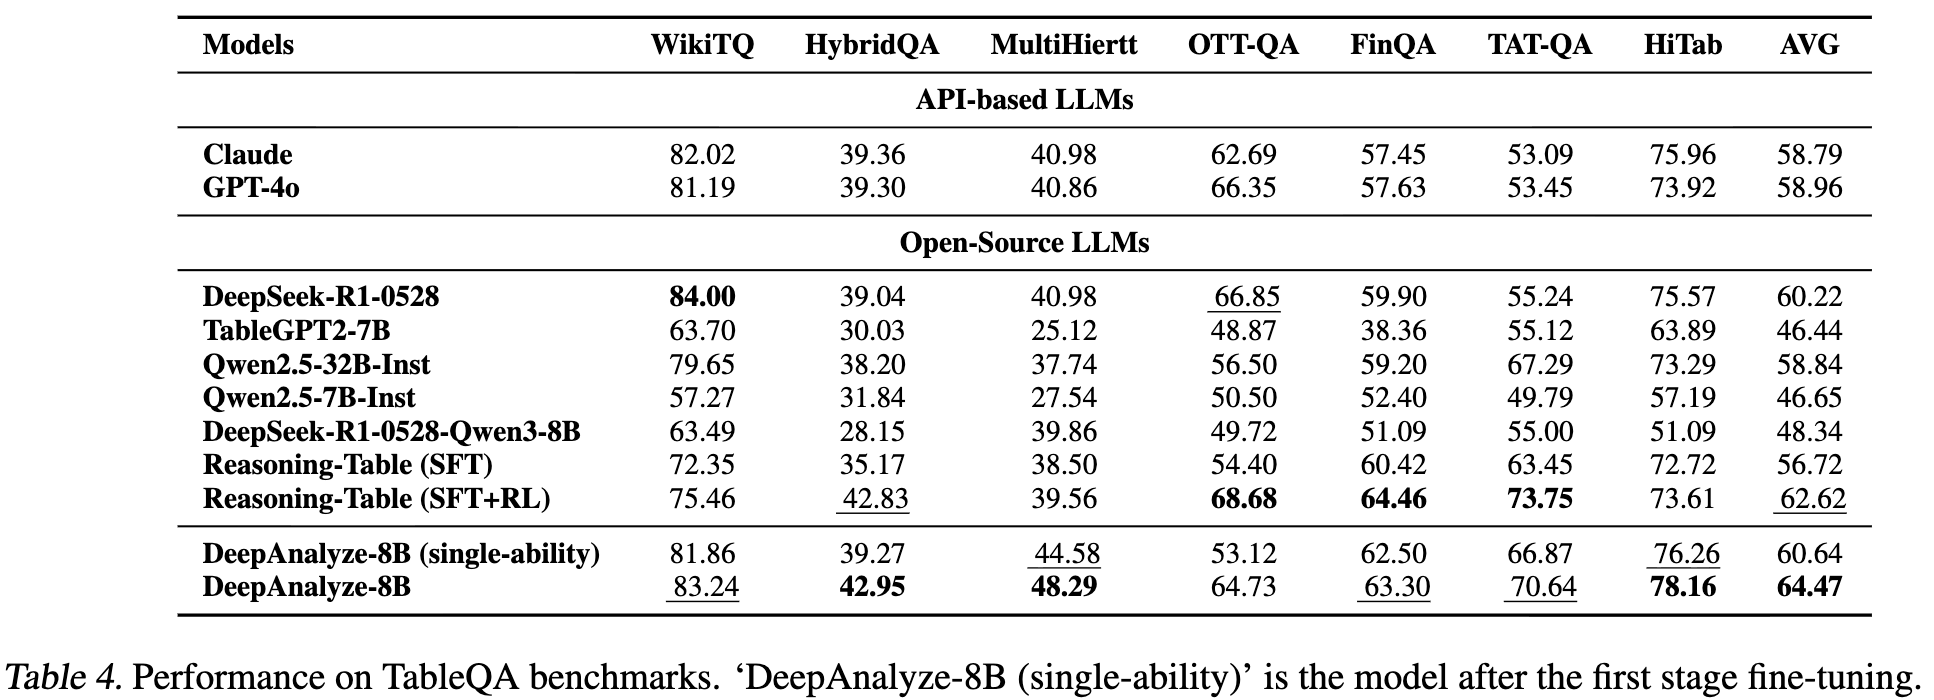 Models WikiTQ HybridQA MultiHiertt OTT-QA FinQA TAT-QA HiTab AVG
API-based LLMs
Claude 82.02 39.36 40.98 62.69 57.45 53.09 75.96 58.79
GPT-4o 81.19 39.30 40.86 66.35 57.63 53.45 73.92 58.96
Open-Source LLMs
DeepSeek-R1-0528 84.00 39.04 40.98 66.85 59.90 55.24 75.57 60.22
TableGPT2-7B 63.70 30.03 25.12 48.87 38.36 55.12 63.89 46.44
Qwen2.5-32B-Inst 79.65 38.20 37.74 56.50 59.20 67.29 73.29 58.84
Qwen2.5-7B-Inst 57.27 31.84 27.54 50.50 52.40 49.79 57.19 46.65
DeepSeek-R1-0528-Qwen3-8B 63.49 28.15 39.86 49.72 51.09 55.00 51.09 48.34
Reasoning-Table (SFT) 72.35 35.17 38.50 54.40 60.42 63.45 72.72 56.72
Reasoning-Table (SFT+RL) 75.46 42.83 39.56 68.68 64.46 73.75 73.61 62.62
DeepAnalyze-8B (single-ability) 81.86 39.27 44.58 53.12 62.50 66.87 76.26 60.64
DeepAnalyze-8B 83.24 42.95 48.29 64.73 63.30 70.64 78.16 64.47
Table 4. Performance on TableQA benchmarks. ‘DeepAnalyze-8B (single-ability)’ is the model after the first stage fine-tuning.